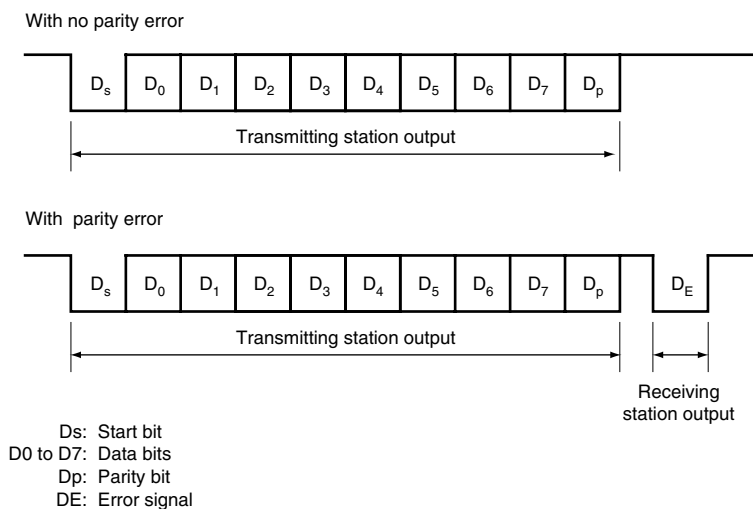 With no parity error
Ds D0 D1 D2 D3 D4 D5 D6 D7 Dp
Transmitting station output
With parity error
Ds D0 D1 D2 D3 D4 D5 D6 D7 Dp DE
Transmitting station output
Receiving
station output
Ds: Start bit
D0 to D7: Data bits
Dp: Parity bit
DE: Error signal